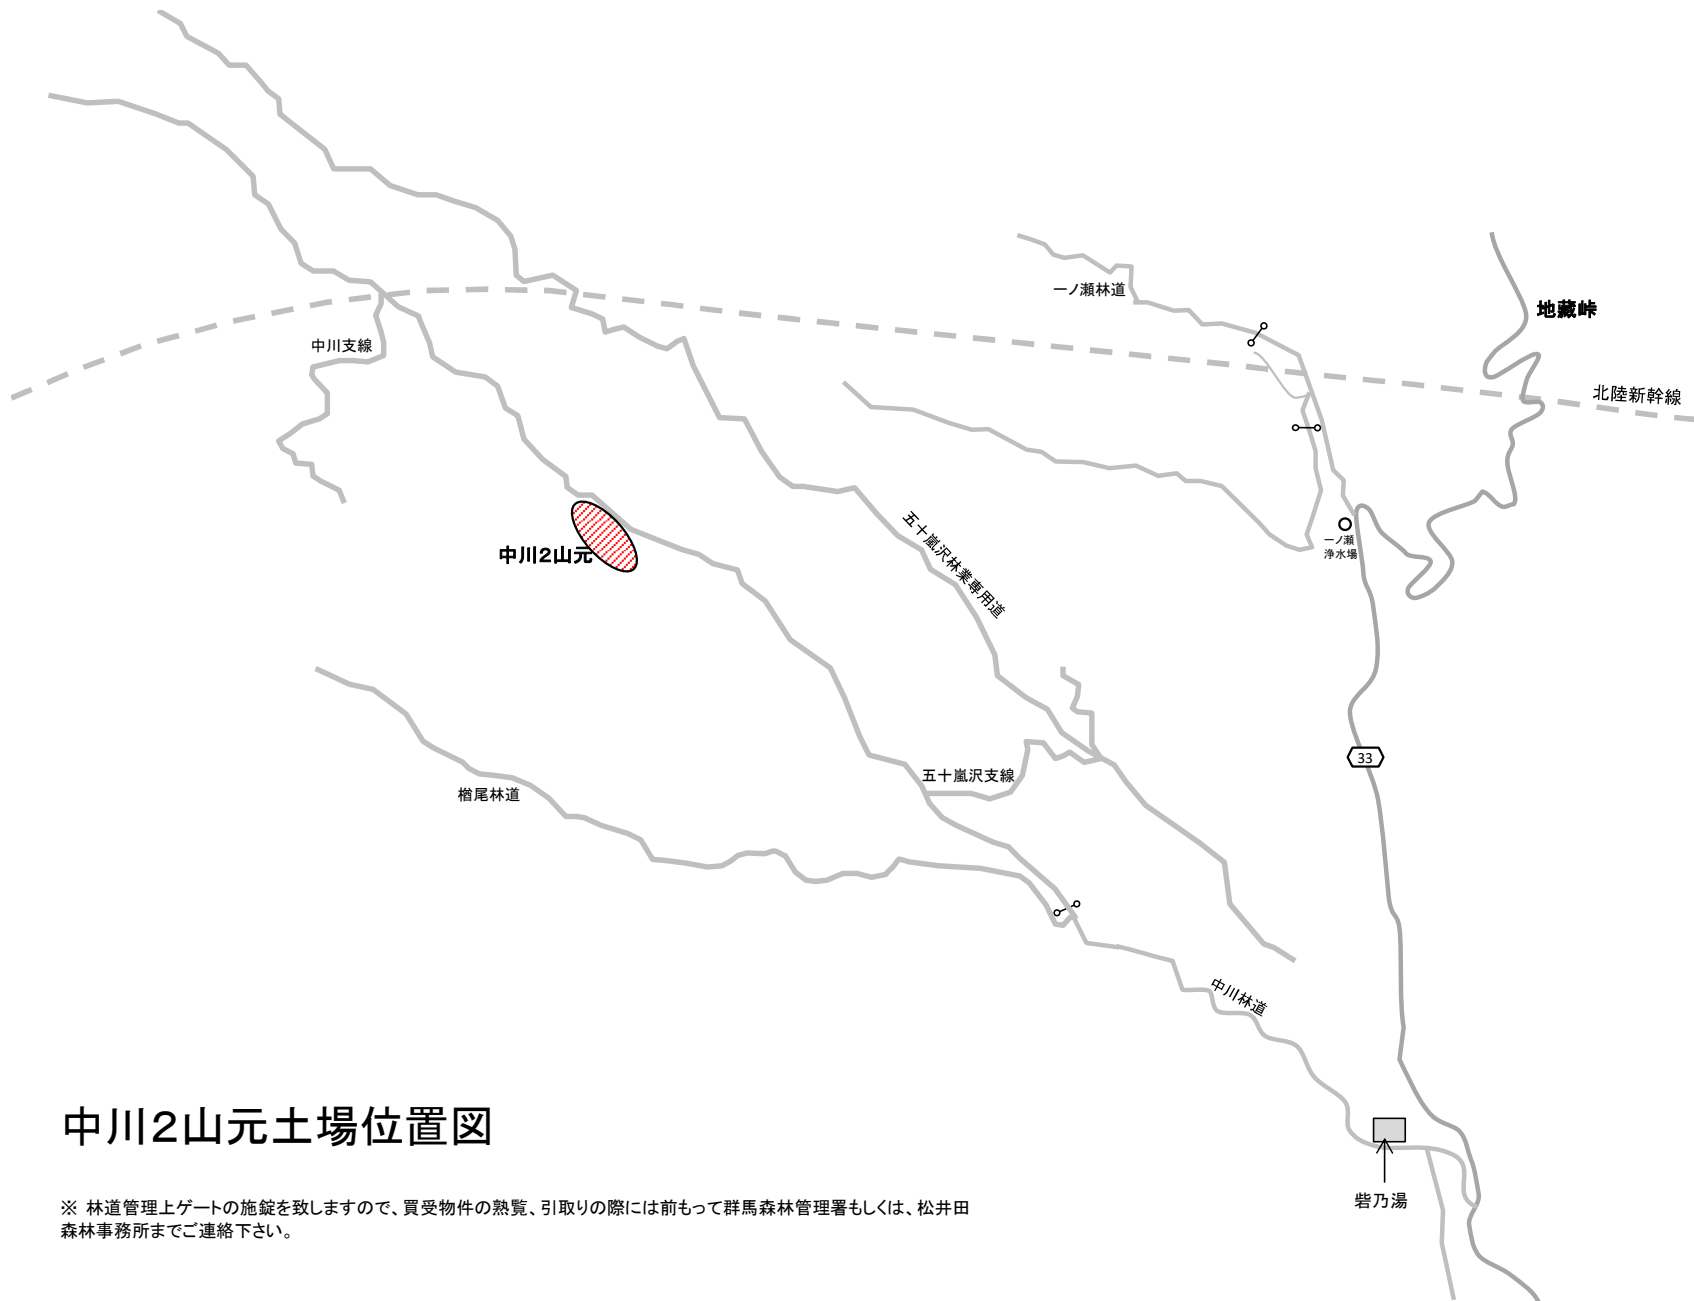 一ノ瀬林道
地藏峠
中川支線
北陸新幹線
五十嵐沢林業専用道
一ノ瀬
浄水場
中川2山元
33
五十嵐沢支線
楢尾林道
中川林道
中川2山元土場位置図
砦乃湯
※ 林道管理上ゲートの施錠を致しますので、買受物件の熟覧、引取りの際には前もって群馬森林管理署もしくは、松井田
森林事務所までご連絡下さい。